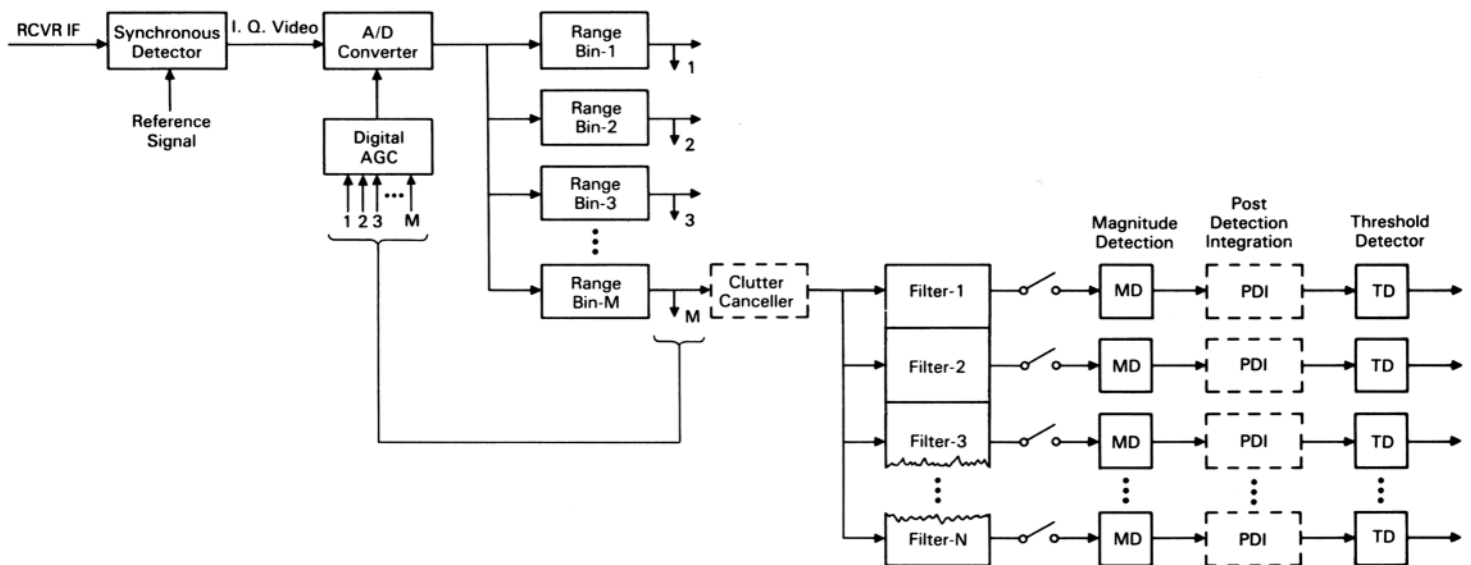 RCVR IF
Synchronous
Detector
I. Q. Video
A/D
Converter
Reference
Signal
Digital
AGC
1 2 3 ••• M
Range
Bin-1
1
Range
Bin-2
2
Range
Bin-3
3
Range
Bin-M
M
Clutter
Canceller
Magnitude
Detection
Post
Detection
Integration
Threshold
Detector
Filter-1
MD
PDI
TD
Filter-2
MD
PDI
TD
Filter-3
MD
PDI
TD
Filter-N
MD
PDI
TD